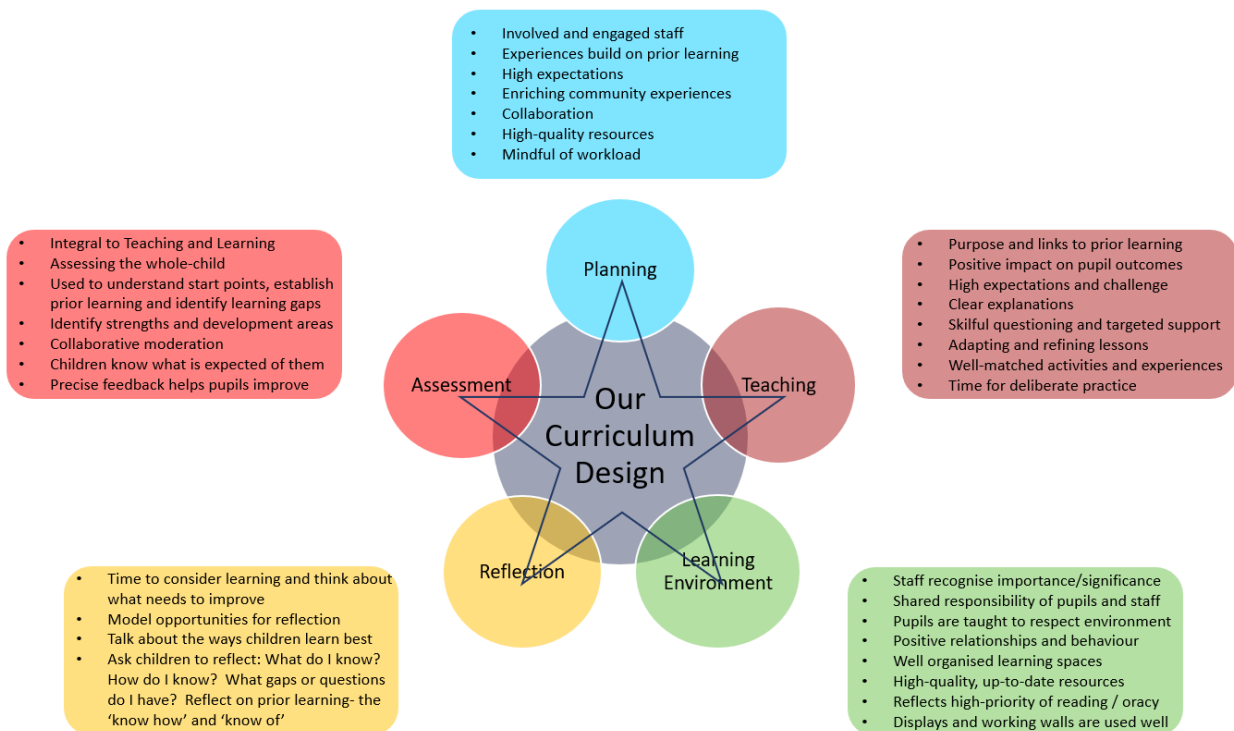 • Involved and engaged staff
• Experiences build on prior learning
• High expectations
• Enriching community experiences
• Collaboration
• High-quality resources
• Mindful of workload
• Integral to Teaching and Learning
• Assessing the whole-child
• Used to understand start points, establish
prior learning and identify learning gaps
• Identify strengths and development areas
• Collaborative moderation
• Children know what is expected of them
• Precise feedback helps pupils improve
Planning
• Purpose and links to prior learning
• Positive impact on pupil outcomes
• High expectations and challenge
• Clear explanations
• Skilful questioning and targeted support
• Adapting and refining lessons
• Well-matched activities and experiences
• Time for deliberate practice
Assessment
Teaching
Our
Curriculum
Design
Reflection
Learning
Environment
• Time to consider learning and think about
what needs to improve
• Model opportunities for reflection
• Talk about the ways children learn best
• Ask children to reflect: What do I know?
How do I know?  What gaps or questions
do I have?  Reflect on prior learning- the
‘know how’ and ‘know of’
• Staff recognise importance/significance
• Shared responsibility of pupils and staff
• Pupils are taught to respect environment
• Positive relationships and behaviour
• Well organised learning spaces
• High-quality, up-to-date resources
• Reflects high-priority of reading / oracy
• Displays and working walls are used well